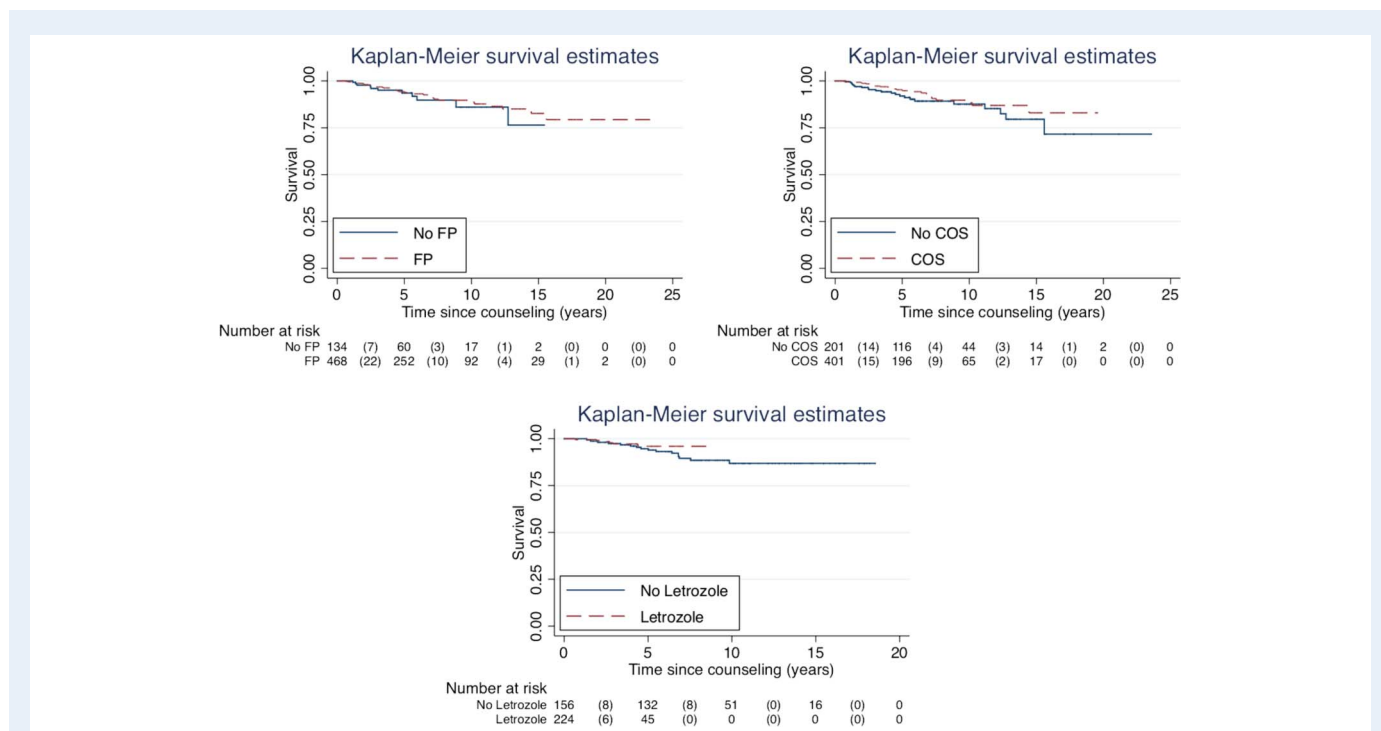 Kaplan-Meier survival estimates
1.00
0.75
0.50
0.25
0.00
Survival
No FP
FP
0 5 10 15 20 25
Time since counseling (years)
Number at risk
No FP 134 (7) 60 (3) 17 (1) 2 (0) 0 (0) 0
FP 468 (22) 252 (10) 92 (4) 29 (1) 2 (0) 0
Kaplan-Meier survival estimates
1.00
0.75
0.50
0.25
0.00
Survival
No COS
COS
0 5 10 15 20 25
Time since counseling (years)
Number at risk
No COS 201 (14) 116 (4) 44 (3) 14 (1) 2 (0) 0
COS 401 (15) 196 (9) 65 (2) 17 (0) 0 (0) 0
Kaplan-Meier survival estimates
1.00
0.75
0.50
0.25
0.00
Survival
No Letrozole
Letrozole
0 5 10 15 20
Time since counseling (years)
Number at risk
No Letrozole 156 (8) 132 (8) 51 (0) 16 (0) 0
Letrozole 224 (6) 45 (0) 0 (0) 0 (0) 0